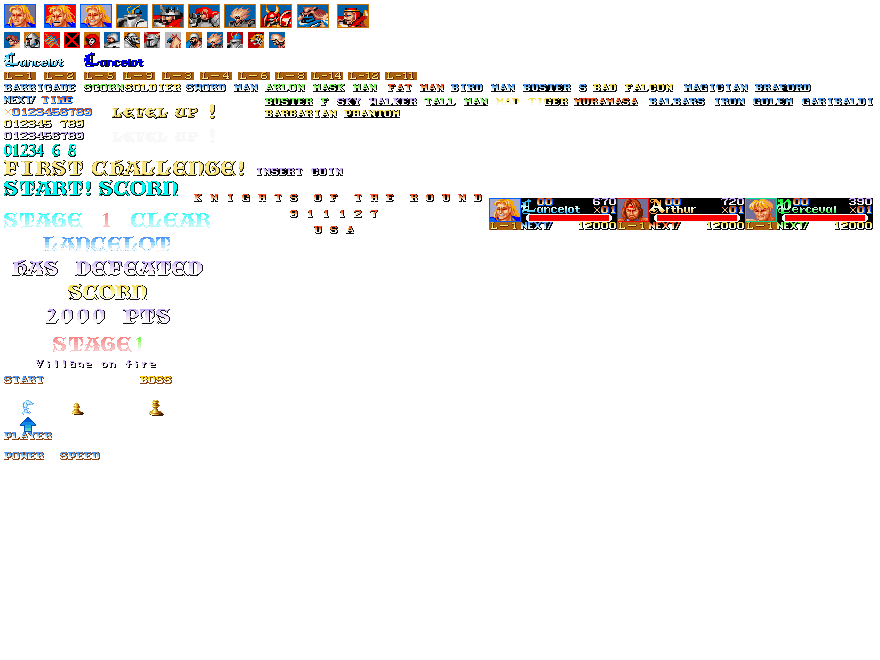 Lancelot Lancelot
L-1 L-2 L-5 L-9 L-3 L-4 L-6 L-8 L-14 L-12 L-11
BARRICADE SCORN SOLDIER SWORD MAN ARLON MASK MAN FAT MAN BIRD MAN BUSTER S BAD FALCON MAGICIAN BRAFORD
NEXT/ TIME
BUSTER F SKY WALKER TALL MAN MAD TIGER MURAMASA BALBARS IRON GOLEM GARIBALDI
×0123456789 LEVEL UP !
BARBARIAN PHANTOM
012345 789
0123456789 LEVEL UP !
01234 6 8
FIRST CHALLENGE! INSERT COIN
START! SCORN
KNIGHTS OF THE ROUND
911127
USA
00 670 00 720 00 390
Lancelot ×01 Arthur ×01 Perceval ×01
L-1 NEXT/ 12000 L-1 NEXT/ 12000 L-1 NEXT/ 12000
STAGE 1 CLEAR
LANCELOT
HAS DEFEATED
SCORN
2000 PTS
STAGE 1
Village on fire
START BOSS
PLAYER
POWER SPEED